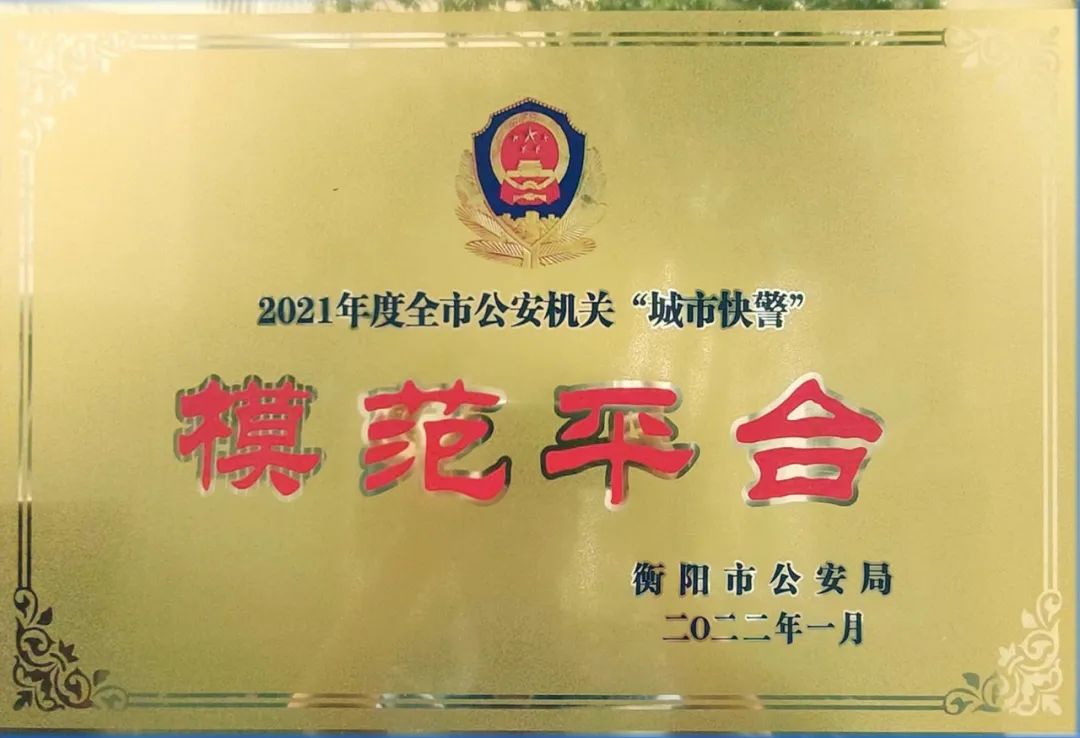 2021年度全市公安机关“城市快警”
模范平台
衡阳市公安局
二〇二二年一月